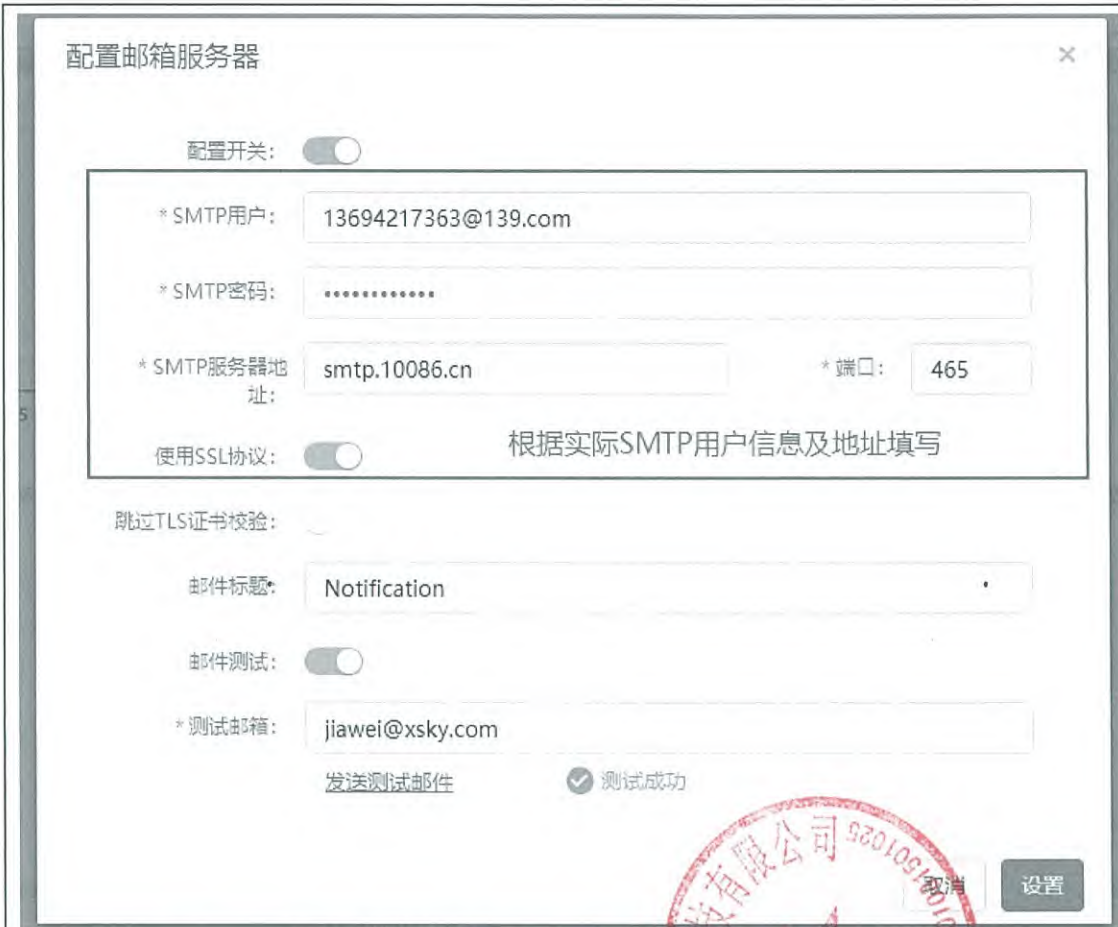 配置邮箱服务器 ×
配置开关:
* SMTP用户: 13694217363@139.com
* SMTP密码: ••••••••••••
* SMTP服务器地址: smtp.10086.cn * 端口: 465
使用SSL协议: 根据实际SMTP用户信息及地址填写
跳过TLS证书校验:
邮件标题: Notification
邮件测试:
* 测试邮箱: jiawei@xsky.com
发送测试邮件 测试成功
技有限公司
取消 设置